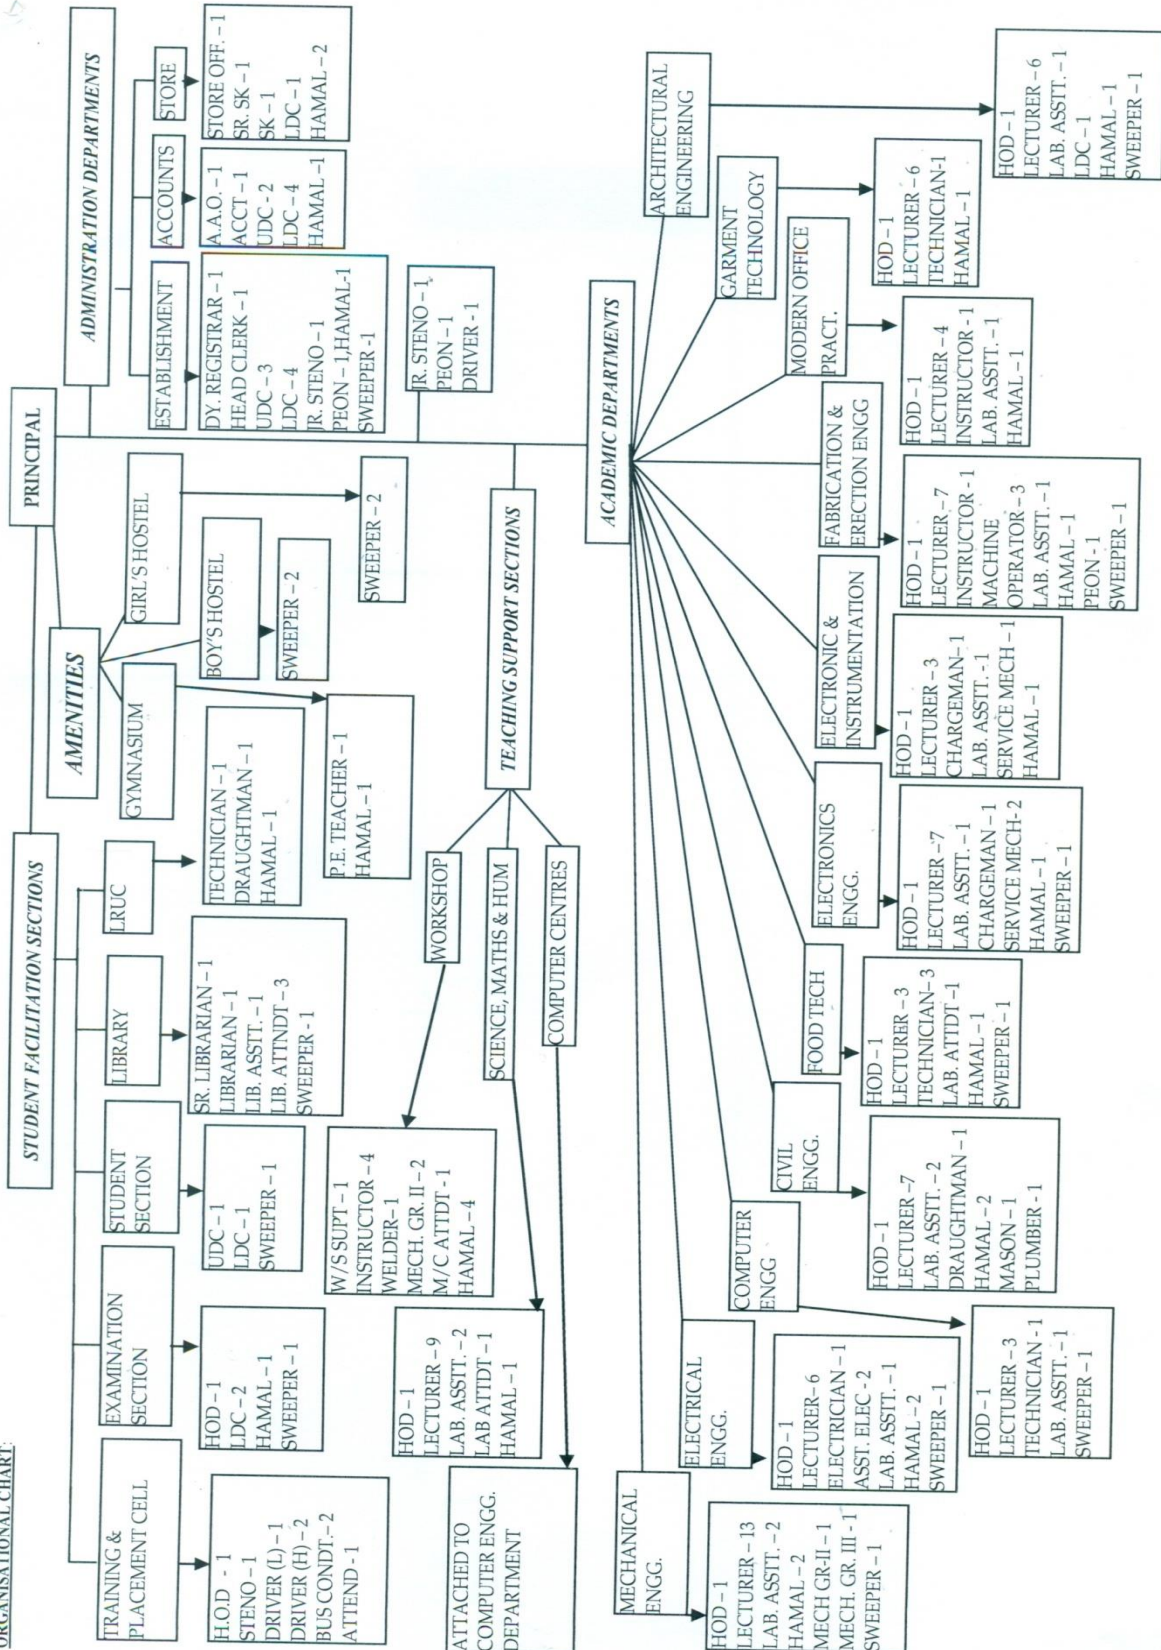 ORGANISATIONAL CHART:
PRINCIPAL
STUDENT FACILITATION SECTIONS
TRAINING &
PLACEMENT CELL
H.O.D - 1
STENO – 1
DRIVER (L) – 1
DRIVER (H) – 2
BUS CONDT.– 2
ATTEND - 1
EXAMINATION
SECTION
HOD – 1
LDC – 2
HAMAL – 1
SWEEPER – 1
STUDENT
SECTION
UDC – 1
LDC – 1
SWEEPER – 1
LIBRARY
SR. LIBRARIAN – 1
LIBRARIAN – 1
LIB. ASSTT. – 1
LIB. ATTNDT – 3
SWEEPER - 1
LRUC
TECHNICIAN – 1
DRAUGHTMAN – 1
HAMAL – 1
AMENITIES
GYMNASIUM
P.E. TEACHER – 1
HAMAL – 1
BOY'S HOSTEL
SWEEPER – 2
GIRL'S HOSTEL
SWEEPER – 2
ADMINISTRATION DEPARTMENTS
ESTABLISHMENT
DY. REGISTRAR – 1
HEAD CLERK – 1
UDC – 3
LDC – 4
JR. STENO – 1
PEON – 1,HAMAL-1
SWEEPER -1
ACCOUNTS
A.A.O. – 1
ACCT – 1
UDC - 2
LDC – 4
HAMAL –1
STORE
STORE OFF. – 1
SR. SK – 1
SK – 1
LDC – 1
HAMAL – 2
JR. STENO – 1
PEON – 1
DRIVER - 1
TEACHING SUPPORT SECTIONS
WORKSHOP
W/S SUPT – 1
INSTRUCTOR – 4
WELDER– 1
MECH. GR. II – 2
M/C ATTDT - 1
HAMAL – 4
SCIENCE, MATHS & HUM
HOD – 1
LECTURER – 9
LAB. ASSTT. – 2
LAB ATTDT – 1
HAMAL – 1
COMPUTER CENTRES
ATTACHED TO
COMPUTER ENGG.
DEPARTMENT
ACADEMIC DEPARTMENTS
MECHANICAL
ENGG.
HOD – 1
LECTURER – 13
LAB. ASSTT. – 2
HAMAL – 2
MECH GR-II – 1
MECH. GR. III - 1
SWEEPER – 1
ELECTRICAL
ENGG.
HOD – 1
LECTURER– 6
ELECTRICIAN – 1
ASST. ELEC - 2
LAB. ASSTT. – 1
HAMAL – 2
SWEEPER – 1
COMPUTER
ENGG
HOD – 1
LECTURER – 3
TECHNICIAN - 1
LAB. ASSTT. – 1
SWEEPER – 1
CIVIL
ENGG.
HOD – 1
LECTURER –7
LAB. ASSTT. – 2
DRAUGHTMAN – 1
HAMAL – 2
MASON – 1
PLUMBER - 1
FOOD TECH
HOD – 1
LECTURER – 3
TECHNICIAN– 3
LAB. ATTDT –1
HAMAL – 1
SWEEPER – 1
ELECTRONICS
ENGG.
HOD – 1
LECTURER –7
LAB. ASSTT. – 1
CHARGEMAN – 1
SERVICE MECH- 2
HAMAL – 1
SWEEPER – 1
ELECTRONIC &
INSTRUMENTATION
HOD – 1
LECTURER – 3
CHARGEMAN– 1
LAB. ASSTT. - 1
SERVICE MECH – 1
HAMAL – 1
FABRICATION &
ERECTION ENGG
HOD – 1
LECTURER – 7
INSTRUCTOR - 1
MACHINE
OPERATOR – 3
LAB. ASSTT. – 1
HAMAL – 1
PEON - 1
SWEEPER – 1
MODERN OFFICE
PRACT.
HOD – 1
LECTURER – 4
INSTRUCTOR - 1
LAB. ASSTT. – 1
HAMAL – 1
GARMENT
TECHNOLOGY
HOD – 1
LECTURER – 6
TECHNICIAN-1
HAMAL – 1
ARCHITECTURAL
ENGINEERING
HOD – 1
LECTURER – 6
LAB. ASSTT. – 1
LDC – 1
HAMAL – 1
SWEEPER – 1